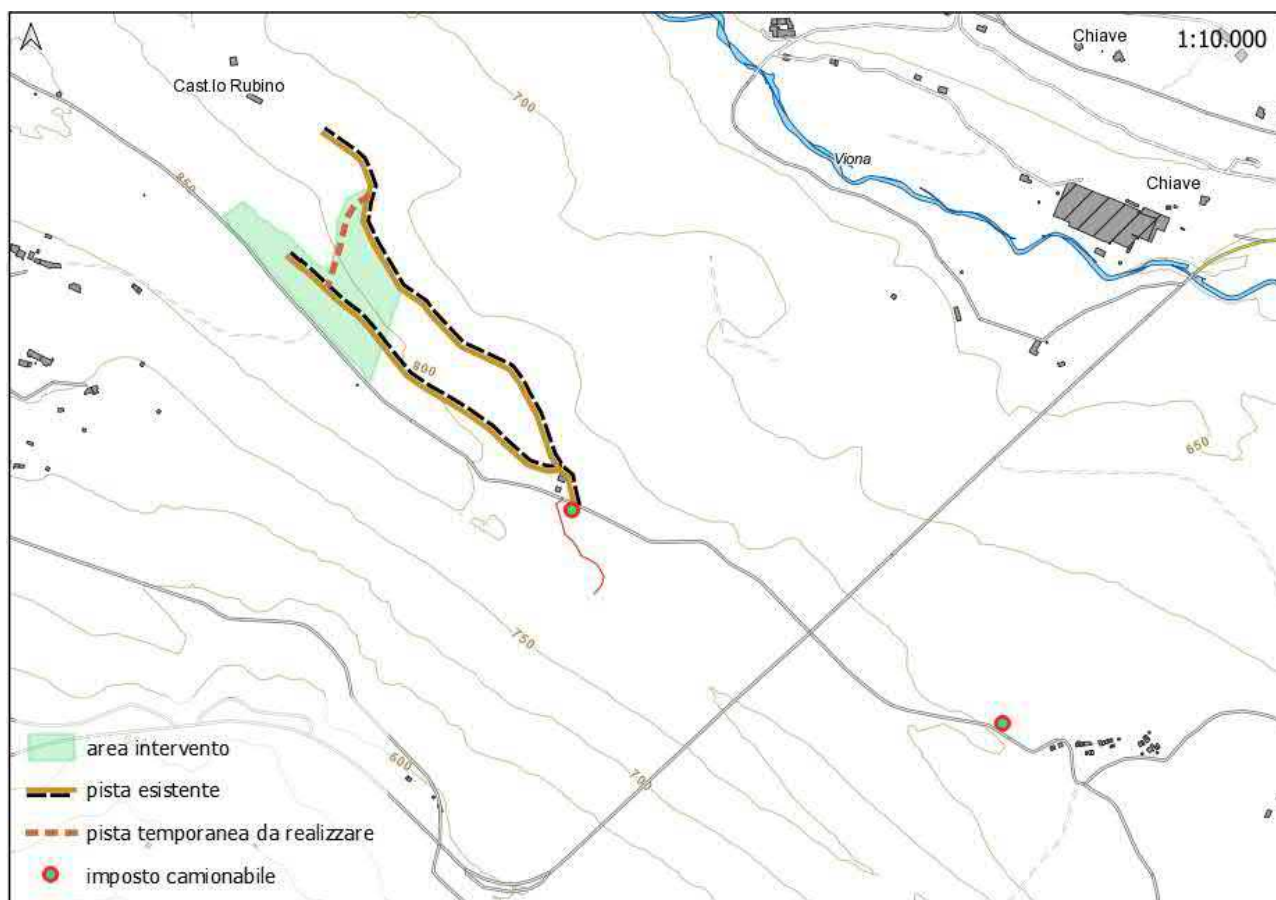 Chiave
1:10.000
Cast.lo Rubino
700
850
Viona
Chiave
800
650
750
700
600
area intervento
pista esistente
pista temporanea da realizzare
imposto camionabile